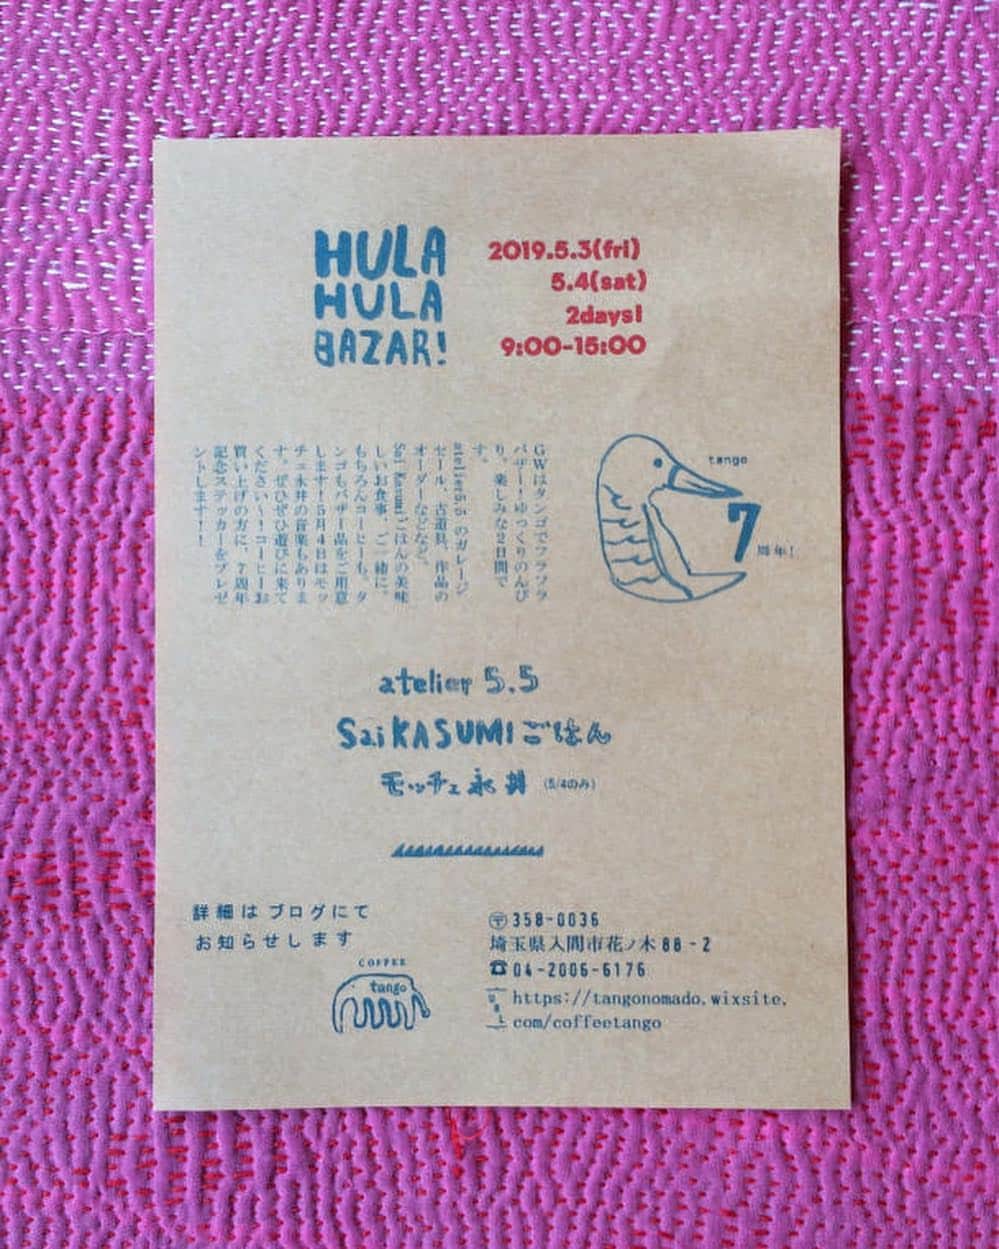 HULA
HULA
BAZAR!
2019.5.3(fri)
5.4(sat)
2days!
9:00-15:00
GWはタンゴでフラフラ
バザー！ゆっくりのんび
り、楽しみな２日間で
す。
atelier5.5 のガレージ
セール、古道具、作品の
オーダーなどなど。
Sai Kasumi ごはんの美味
しいお食事、ご一緒に。
もちろんコーヒーも。タ
ンゴもバザー品をご用意
します！５月４日はモッ
チェ永井の音楽もありま
す。ぜひぜひ遊びに来て
ください〜！コーヒーお
買い上げの方に、７周年
記念ステッカーをプレゼ
ントします！！
tango
7
周年!
atelier 5.5
Sai KASUMI ごはん
モッチェ永井 (5/4のみ)
詳細はブログにて
お知らせします
COFFEE
tango
〒358-0036
埼玉県入間市花ノ木88-2
☎04-2006-6176
https://tangonomado.wixsite.
com/coffeetango